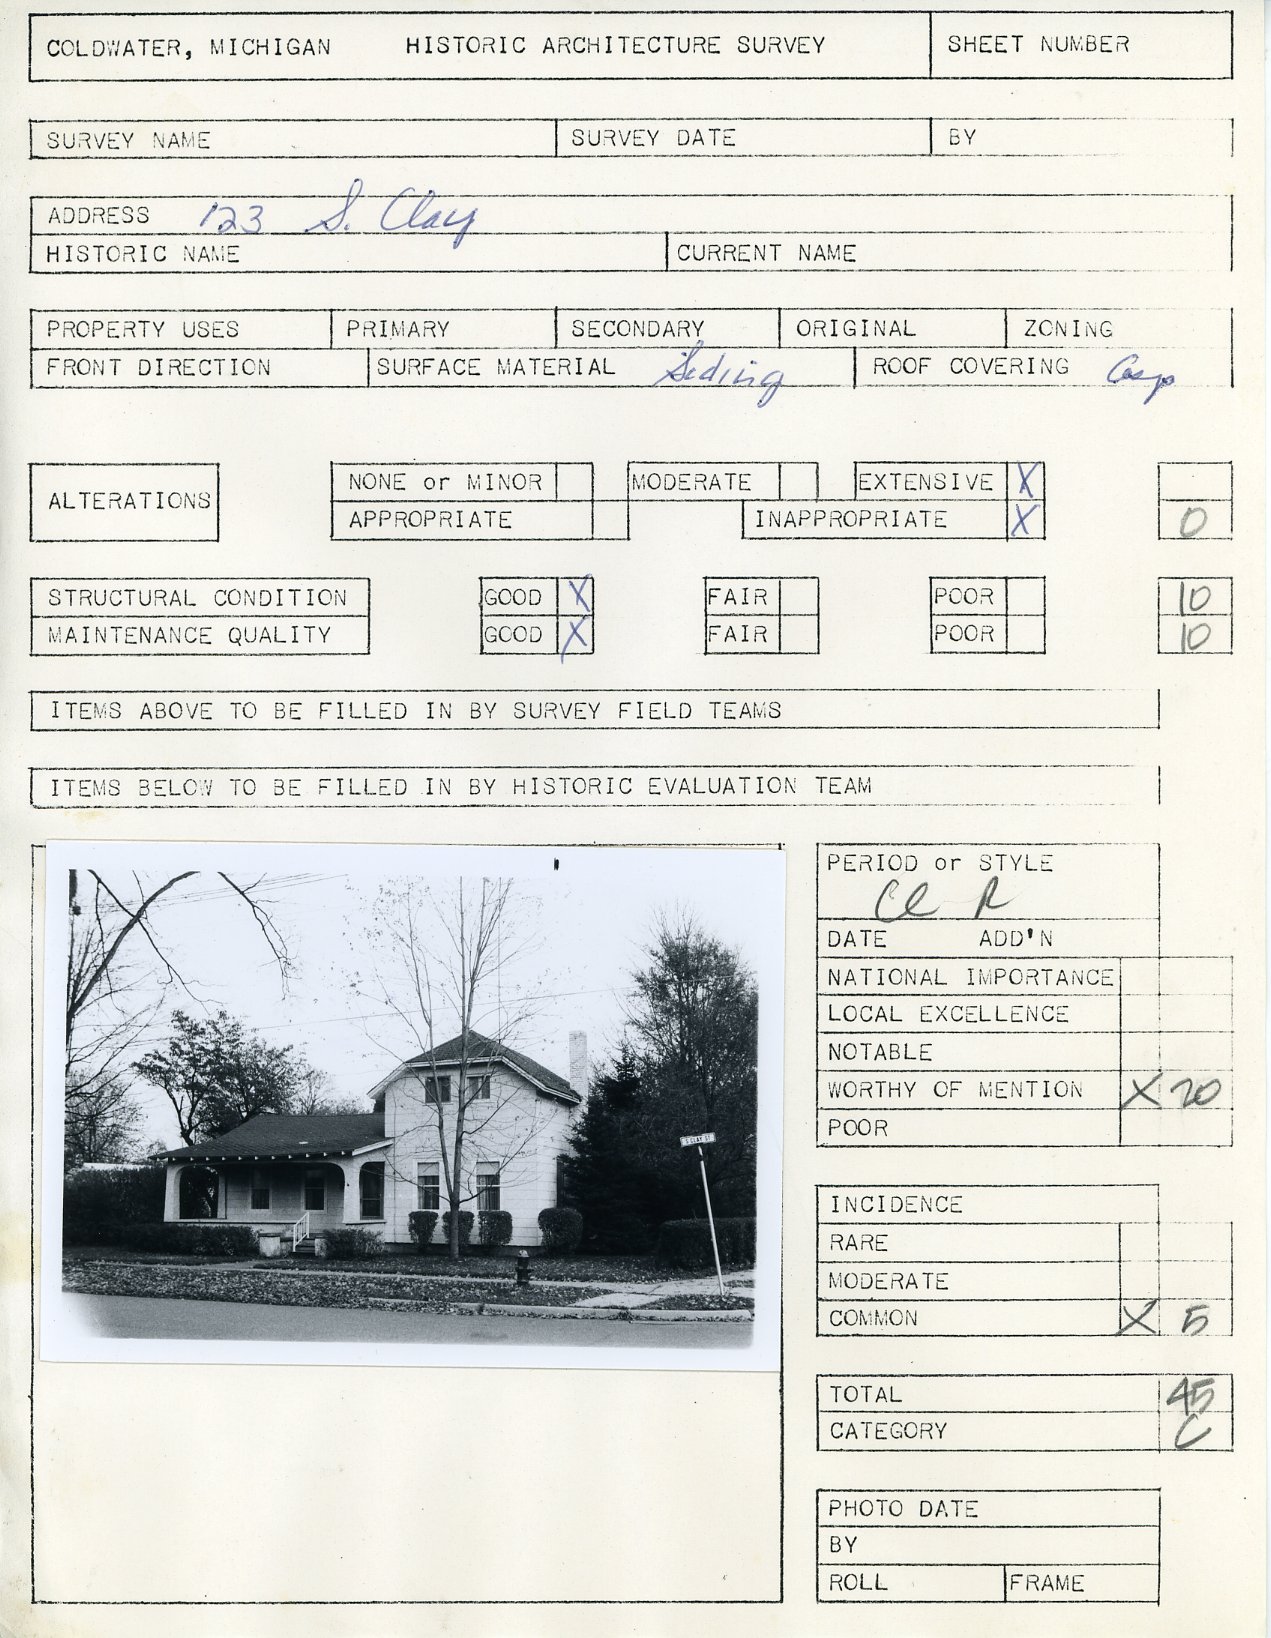 COLDWATER, MICHIGAN HISTORIC ARCHITECTURE SURVEY SHEET NUMBER
SURVEY NAME SURVEY DATE BY
ADDRESS 123 S. Clay
HISTORIC NAME CURRENT NAME
PROPERTY USES PRIMARY SECONDARY ORIGINAL ZONING
FRONT DIRECTION SURFACE MATERIAL Siding ROOF COVERING Asp
ALTERATIONS
NONE or MINOR MODERATE EXTENSIVE X
APPROPRIATE INAPPROPRIATE X 0
STRUCTURAL CONDITION GOOD X FAIR POOR 10
MAINTENANCE QUALITY GOOD X FAIR POOR 10
ITEMS ABOVE TO BE FILLED IN BY SURVEY FIELD TEAMS
ITEMS BELOW TO BE FILLED IN BY HISTORIC EVALUATION TEAM
S CLAY ST
PERIOD or STYLE
Cl R
DATE ADD'N
NATIONAL IMPORTANCE
LOCAL EXCELLENCE
NOTABLE
WORTHY OF MENTION X 20
POOR
INCIDENCE
RARE
MODERATE
COMMON X 5
TOTAL 45
CATEGORY C
PHOTO DATE
BY
ROLL FRAME